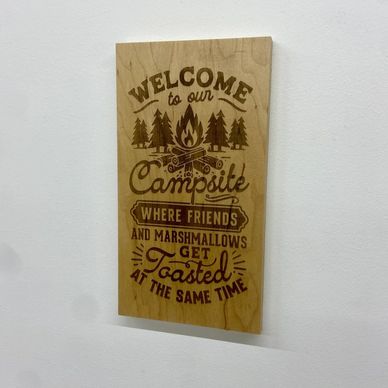 WELCOME
to our
Campsite
WHERE FRIENDS
AND MARSHMALLOWS
GET
Toasted
AT THE SAME TIME